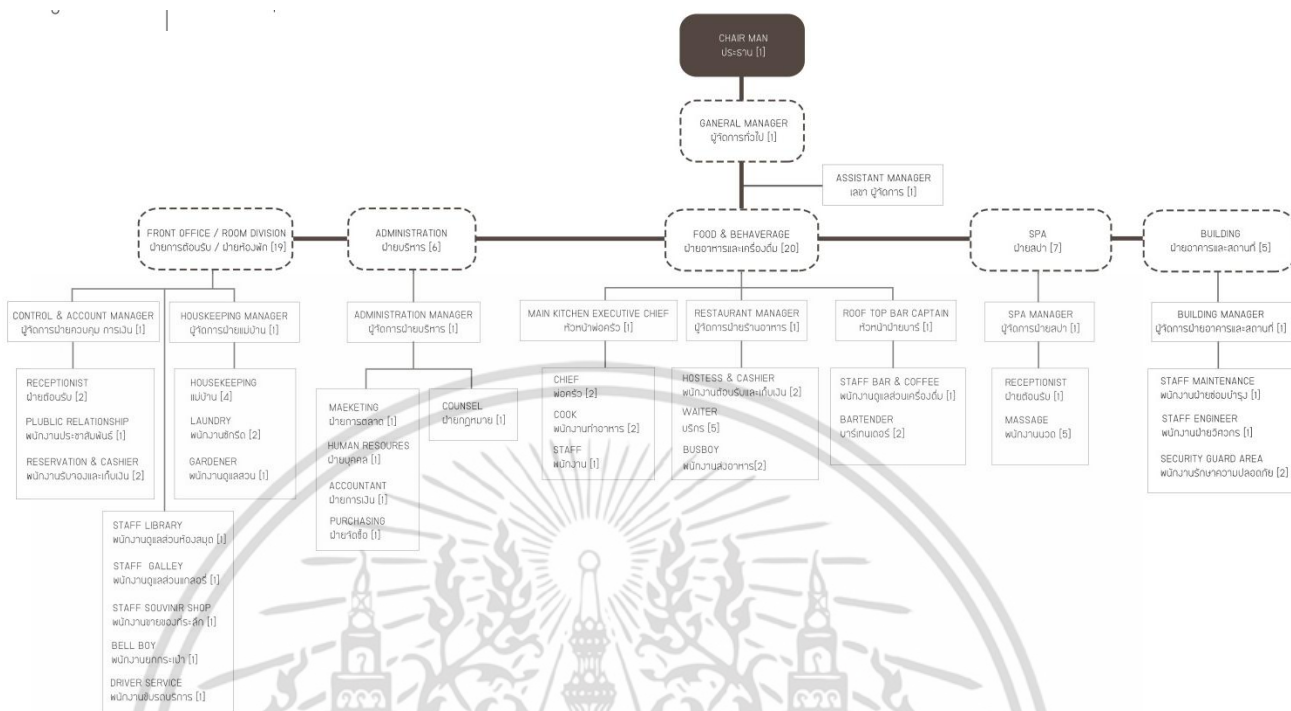 CHAIR MAN
ประธาน [1]
GANERAL MANAGER
ผู้จัดการทั่วไป [1]
ASSISTANT MANAGER
เลขา ผู้จัดการ [1]
FRONT OFFICE / ROOM DIVISION
ฝ่ายการต้อนรับ / ฝ่ายห้องพัก [19]
ADMINISTRATION
ฝ่ายบริหาร [6]
FOOD & BEHAVERAGE
ฝ่ายอาหารและเครื่องดื่ม [20]
SPA
ฝ่ายสปา [7]
BUILDING
ฝ่ายอาคารและสถานที่ [5]
CONTROL & ACCOUNT MANAGER
ผู้จัดการฝ่ายควบคุม การเงิน [1]
HOUSKEEPING MANAGER
ผู้จัดการฝ่ายแม่บ้าน [1]
ADMINISTRATION MANAGER
ผู้จัดการฝ่ายบริหาร [1]
MAIN KITCHEN EXECUTIVE CHIEF
หัวหน้าพ่อครัว [1]
RESTAURANT MANAGER
ผู้จัดการฝ่ายร้านอาหาร [1]
ROOF TOP BAR CAPTAIN
หัวหน้าฝ่ายบาร์ [1]
SPA MANAGER
ผู้จัดการฝ่ายสปา [1]
BUILDING MANAGER
ผู้จัดการฝ่ายอาคารและสถานที่ [1]
RECEPTIONIST
ฝ่ายต้อนรับ [2]
PLUBLIC RELATIONSHIP
พนักงานประชาสัมพันธ์ [1]
RESERVATION & CASHIER
พนักงานรับจองและเก็บเงิน [2]
HOUSEKEEPING
แม่บ้าน [4]
LAUNDRY
พนักงานซักรีด [2]
GARDENER
พนักงานดูแลสวน [1]
STAFF LIBRARY
พนักงานดูแลส่วนห้องสมุด [1]
STAFF GALLEY
พนักงานดูแลส่วนแกลอรี่ [1]
STAFF SOUVINIR SHOP
พนักงานขายของที่ระลึก [1]
BELL BOY
พนักงานยกกระเป๋า [1]
DRIVER SERVICE
พนักงานขับรถบริการ [1]
MAEKETING
ฝ่ายการตลาด [1]
HUMAN RESOURES
ฝ่ายบุคคล [1]
ACCOUNTANT
ฝ่ายการเงิน [1]
PURCHASING
ฝ่ายจัดซื้อ [1]
COUNSEL
ฝ่ายกฎหมาย [1]
CHIEF
พ่อครัว [2]
COOK
พนักงานทำอาหาร [2]
STAFF
พนักงาน [1]
HOSTESS & CASHIER
พนักงานต้อนรับและเก็บเงิน [2]
WAITER
บริกร [5]
BUSBOY
พนักงานส่งอาหาร[2]
STAFF BAR & COFFEE
พนักงานดูแลส่วนเครื่องดื่ม [1]
BARTENDER
บาร์เทนเดอร์ [2]
RECEPTIONIST
ฝ่ายต้อนรับ [1]
MASSAGE
พนักงานนวด [5]
STAFF MAINTENANCE
พนักงานฝ่ายซ่อมบำรุง [1]
STAFF ENGINEER
พนักงานฝ่ายวิศวกร [1]
SECURITY GUARD AREA
พนักงานรักษาความปลอดภัย [2]